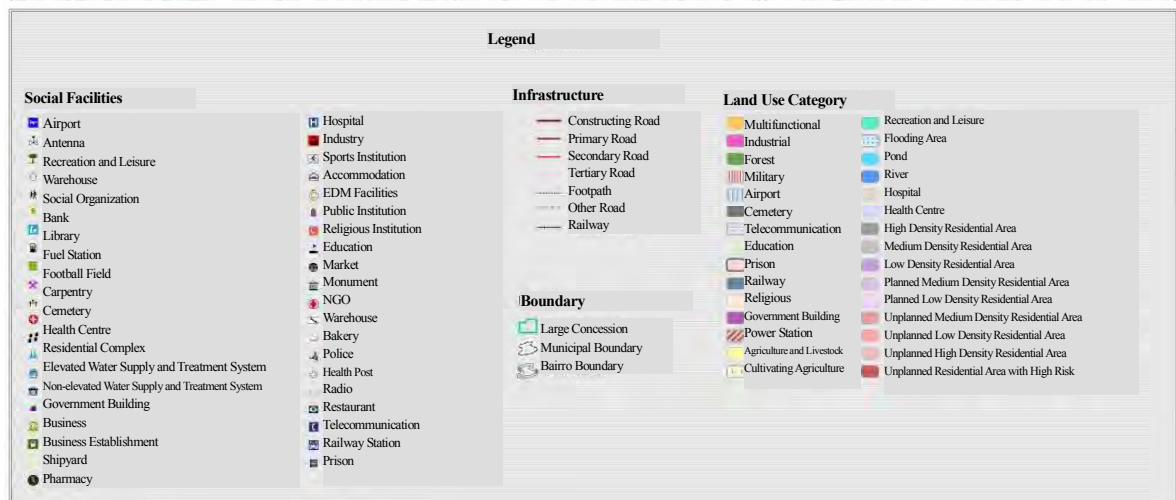 Legend
Social Facilities
Airport
Antenna
Recreation and Leisure
Warehouse
Social Organization
Bank
Library
Fuel Station
Football Field
Carpentry
Cemetery
Health Centre
Residential Complex
Elevated Water Supply and Treatment System
Non-elevated Water Supply and Treatment System
Government Building
Business
Business Establishment
Shipyard
Pharmacy
Hospital
Industry
Sports Institution
Accommodation
EDM Facilities
Public Institution
Religious Institution
Education
Market
Monument
NGO
Warehouse
Bakery
Police
Health Post
Radio
Restaurant
Telecommunication
Railway Station
Prison
Infrastructure
Constructing Road
Primary Road
Secondary Road
Tertiary Road
Footpath
Other Road
Railway
Boundary
Large Concession
Municipal Boundary
Bairro Boundary
Land Use Category
Multifunctional
Industrial
Forest
Military
Airport
Cemetery
Telecommunication
Education
Prison
Railway
Religious
Government Building
Power Station
Agriculture and Livestock
Cultivating Agriculture
Recreation and Leisure
Flooding Area
Pond
River
Hospital
Health Centre
High Density Residential Area
Medium Density Residential Area
Low Density Residential Area
Planned Medium Density Residential Area
Planned Low Density Residential Area
Unplanned Medium Density Residential Area
Unplanned Low Density Residential Area
Unplanned High Density Residential Area
Unplanned Residential Area with High Risk